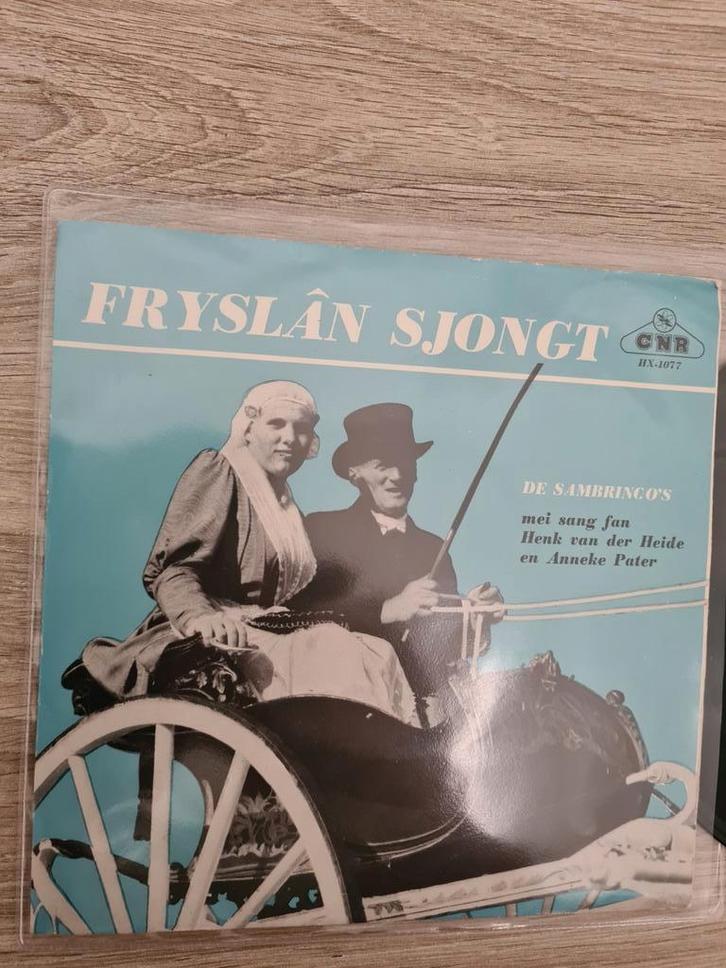 FRYSLÂN SJONGT
CNR
HX-1077
DE SAMBRINCO'S
mei sang fan
Henk van der Heide
en Anneke Pater